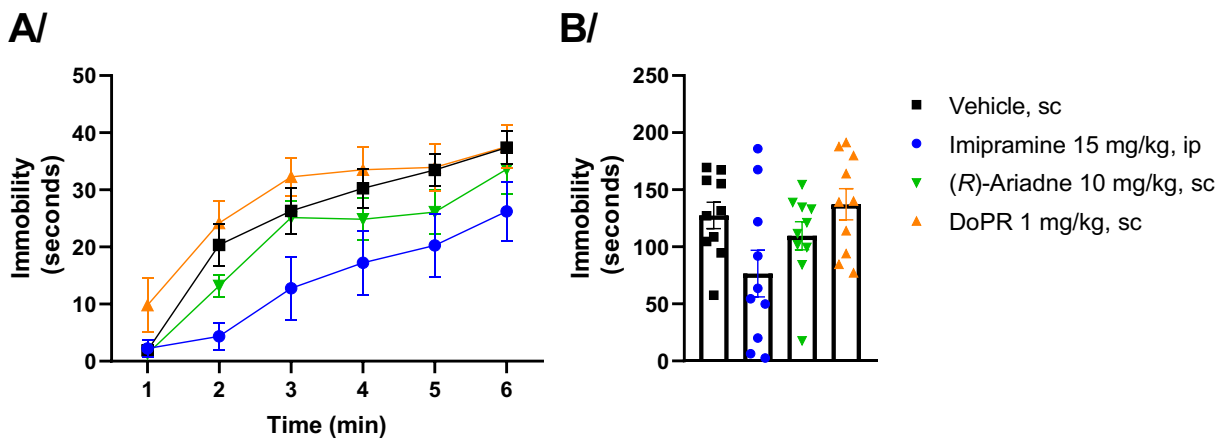 A/
B/
Immobility
(seconds)
50
40
30
20
10
0
1 2 3 4 5 6
Time (min)
Immobility
(seconds)
250
200
150
100
50
0
Vehicle, sc
Imipramine 15 mg/kg, ip
(R)-Ariadne 10 mg/kg, sc
DoPR 1 mg/kg, sc